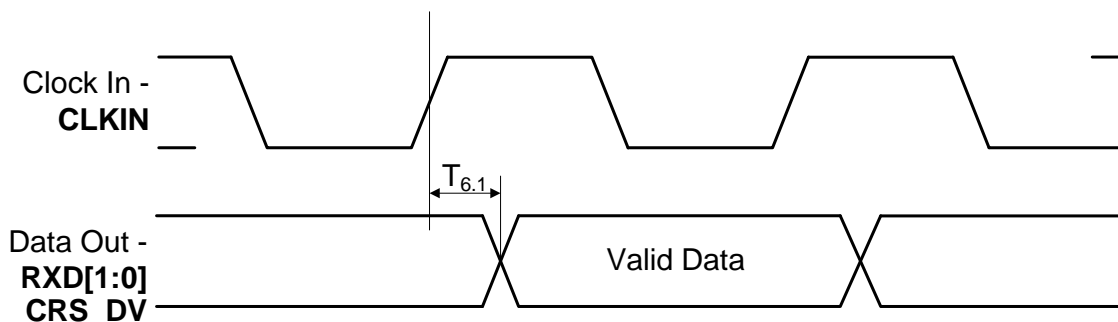 Clock In -
CLKIN
T6.1
Data Out -
RXD[1:0]
CRS_DV
Valid Data